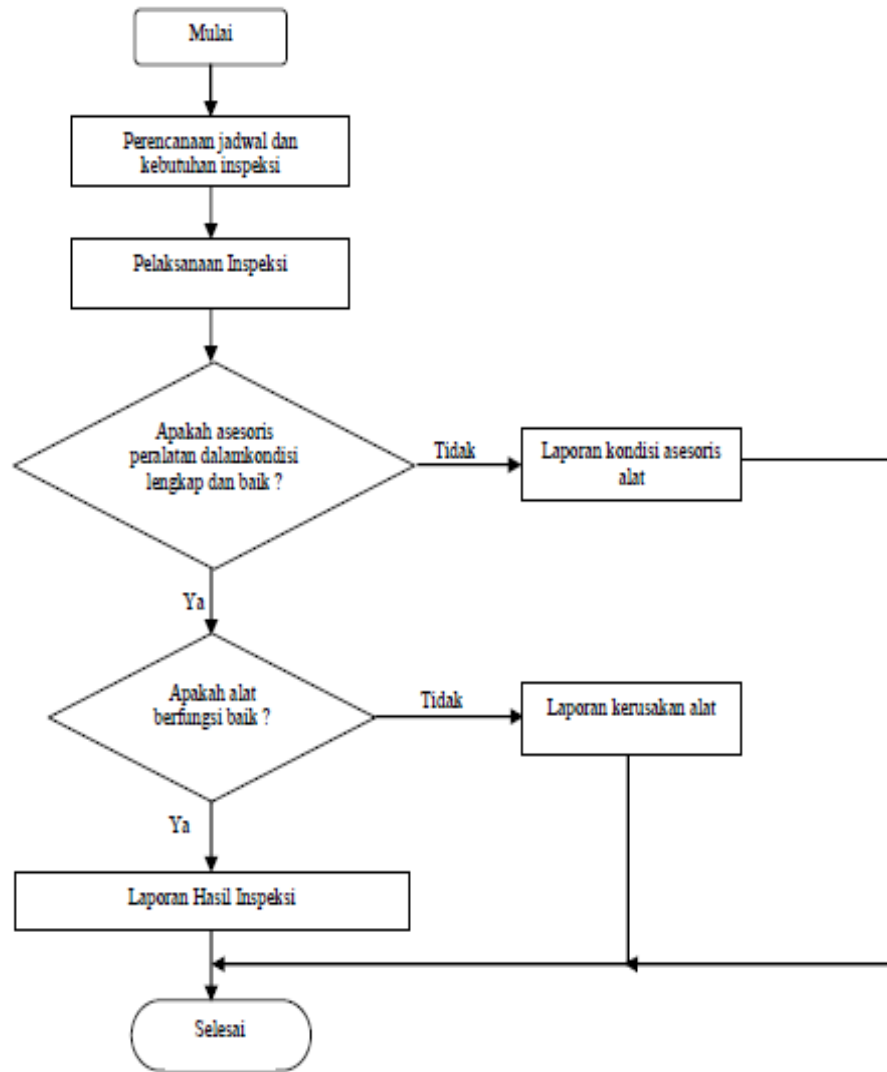 Mulai
Perencanaan jadwal dan
kebutuhan inspeksi
Pelaksanaan Inspeksi
Apakah asesoris
peralatan dalamkondisi
lengkap dan baik ?
Tidak
Laporan kondisi asesoris
alat
Ya
Apakah alat
berfungsi baik ?
Tidak
Laporan kerusakan alat
Ya
Laporan Hasil Inspeksi
Selesai